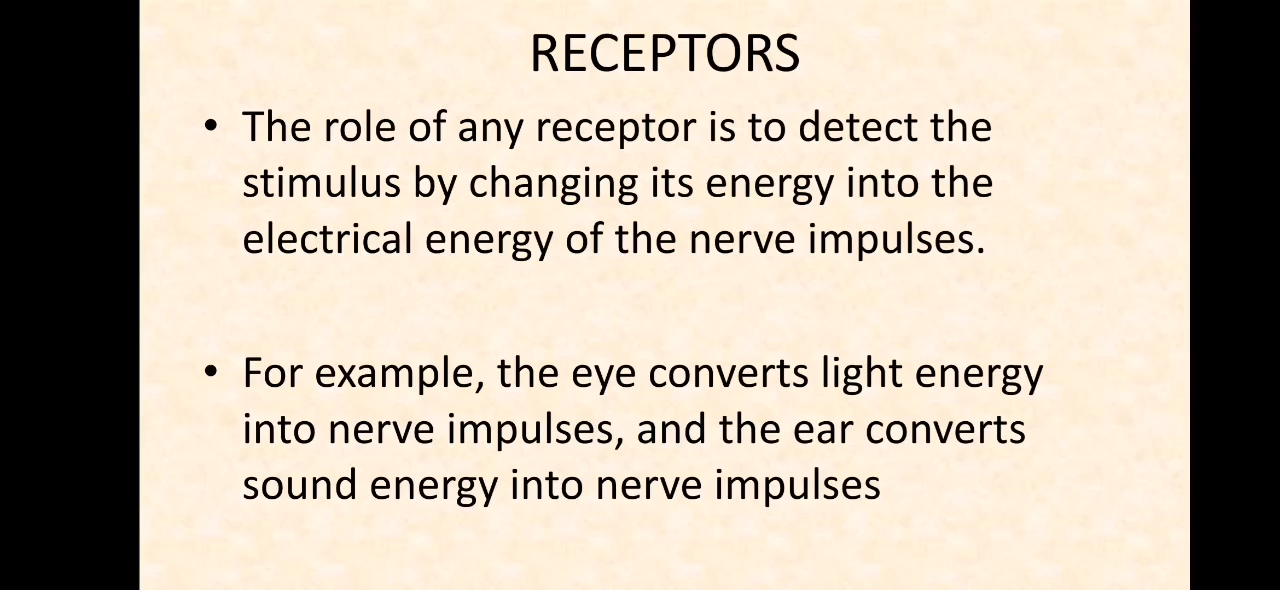 RECEPTORS
• The role of any receptor is to detect the
stimulus by changing its energy into the
electrical energy of the nerve impulses.
• For example, the eye converts light energy
into nerve impulses, and the ear converts
sound energy into nerve impulses